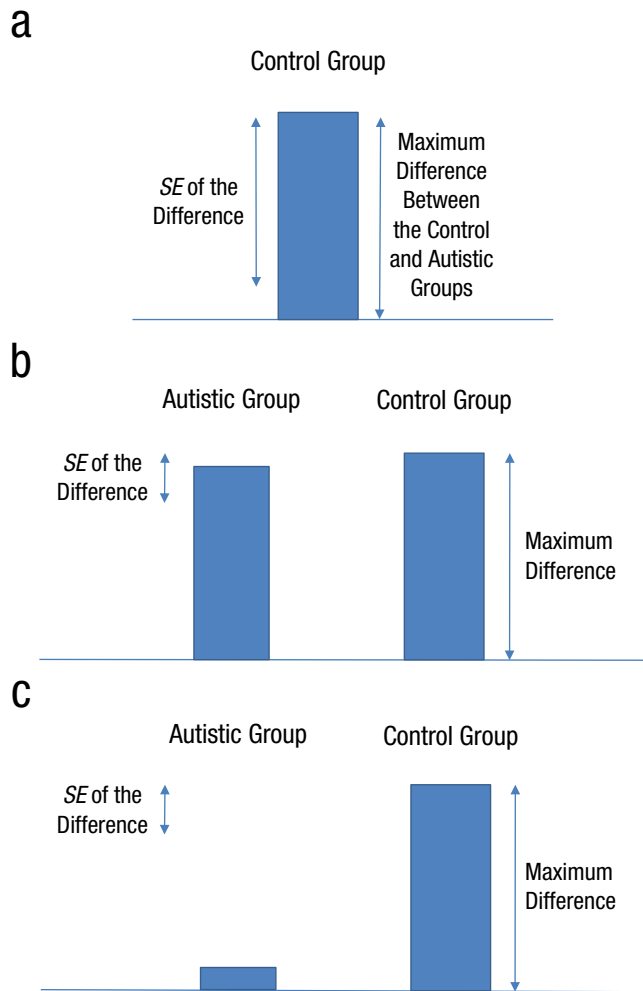 a
Control Group
SE of the
Difference
Maximum
Difference
Between
the Control
and Autistic
Groups
b
Autistic Group
Control Group
SE of the
Difference
Maximum
Difference
c
Autistic Group
Control Group
SE of the
Difference
Maximum
Difference